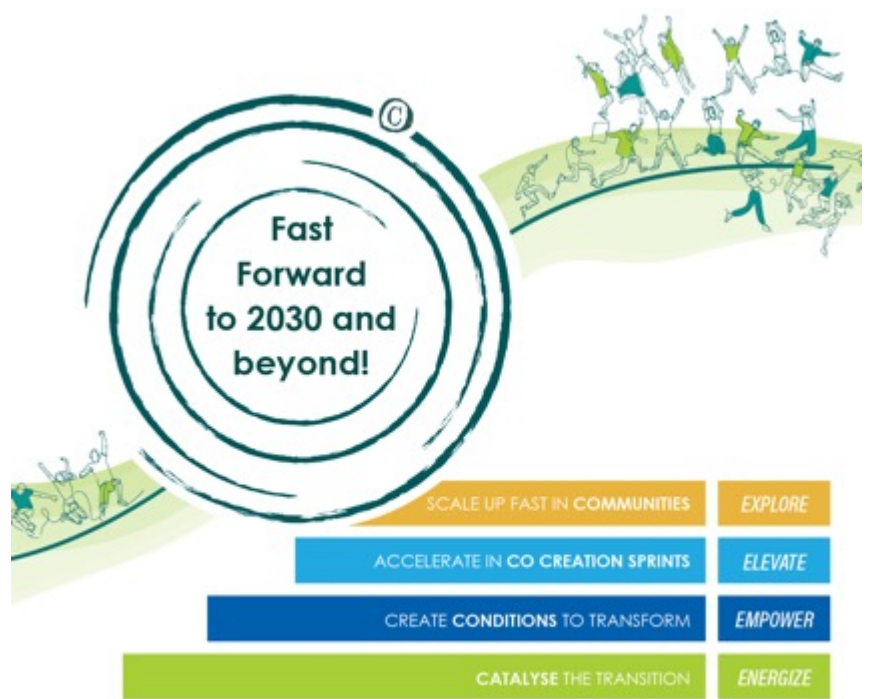 ©
Fast
Forward
to 2030 and
beyond!
SCALE UP FAST IN COMMUNITIES EXPLORE
ACCELERATE IN CO CREATION SPRINTS ELEVATE
CREATE CONDITIONS TO TRANSFORM EMPOWER
CATALYSE THE TRANSITION ENERGIZE